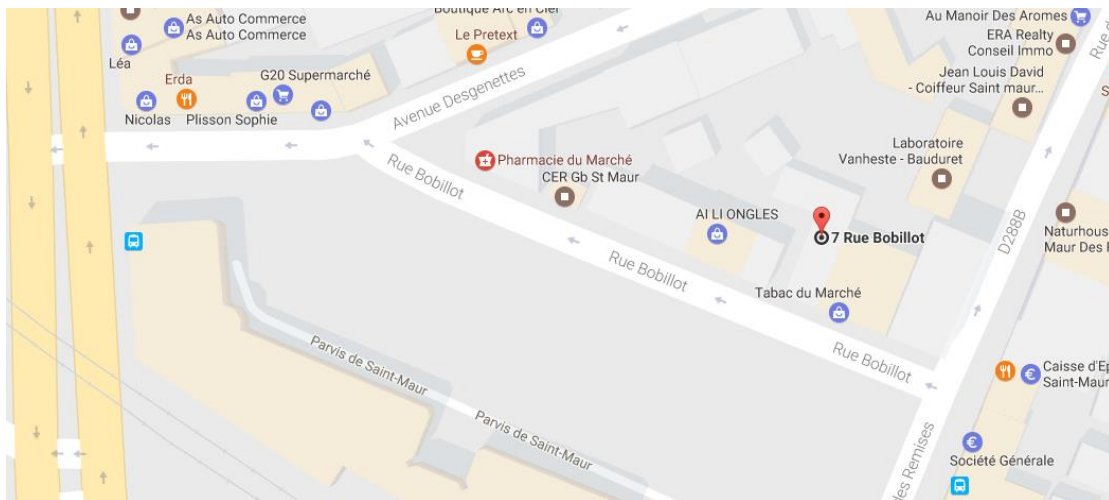 As Auto Commerce
As Auto Commerce
Boutique Arc en Ciel
Au Manoir Des Aromes
Léa
Le Pretext
ERA Realty
Conseil Immo
Rue d
Erda
G20 Supermarché
Jean Louis David
- Coiffeur Saint maur...
S
Nicolas
Plisson Sophie
Avenue Desgenettes
Laboratoire
Vanheste - Bauduret
Rue Bobillot
Pharmacie du Marché
CER Gb St Maur
AI LI ONGLES
7 Rue Bobillot
D288B
Naturhous
Maur Des F
Rue Bobillot
Tabac du Marché
Parvis de Saint-Maur
Rue Bobillot
Caisse d'Ep
Saint-Maur
€
Parvis de Saint-Maur
des Remises
€
Société Générale